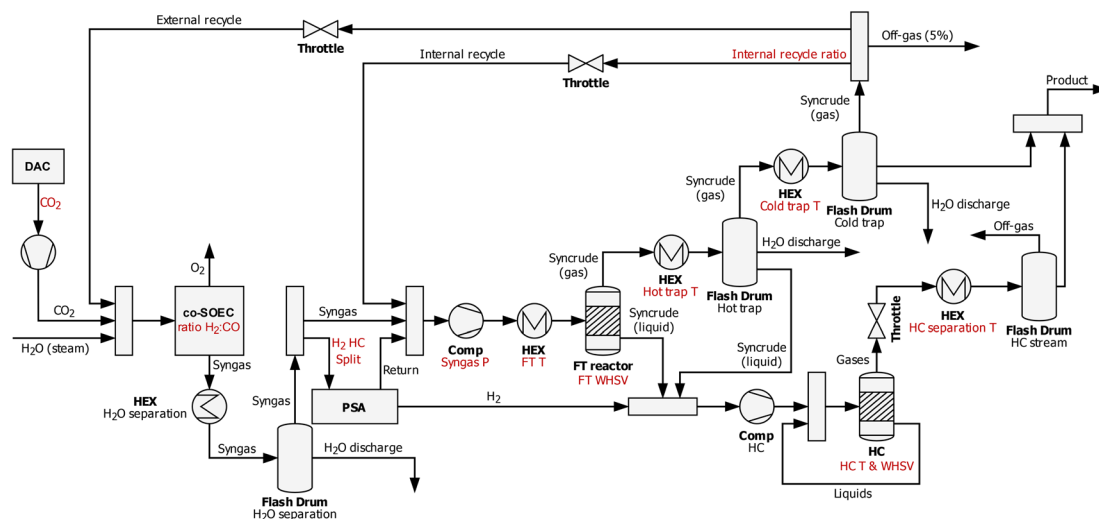 External recycle
Throttle
Internal recycle
Throttle
Internal recycle ratio
Off-gas (5%)
Product
Syncrude
(gas)
DAC
CO₂
O₂
CO₂
H₂O (steam)
co-SOEC
ratio H₂:CO
Syngas
HEX
H₂O separation
Syngas
Syngas
Flash Drum
H₂O separation
H₂O discharge
Syngas
H₂ HC
Split
Return
PSA
H₂
Comp
Syngas P
HEX
FT T
Syncrude
(gas)
FT reactor
FT WHSV
Syncrude
(liquid)
HEX
Hot trap T
Syncrude
(gas)
Flash Drum
Hot trap
H₂O discharge
Syncrude
(liquid)
HEX
Cold trap T
Flash Drum
Cold trap
H₂O discharge
Comp
HC
Liquids
HC
HC T & WHSV
Gases
Throttle
HEX
HC separation T
Off-gas
Flash Drum
HC stream